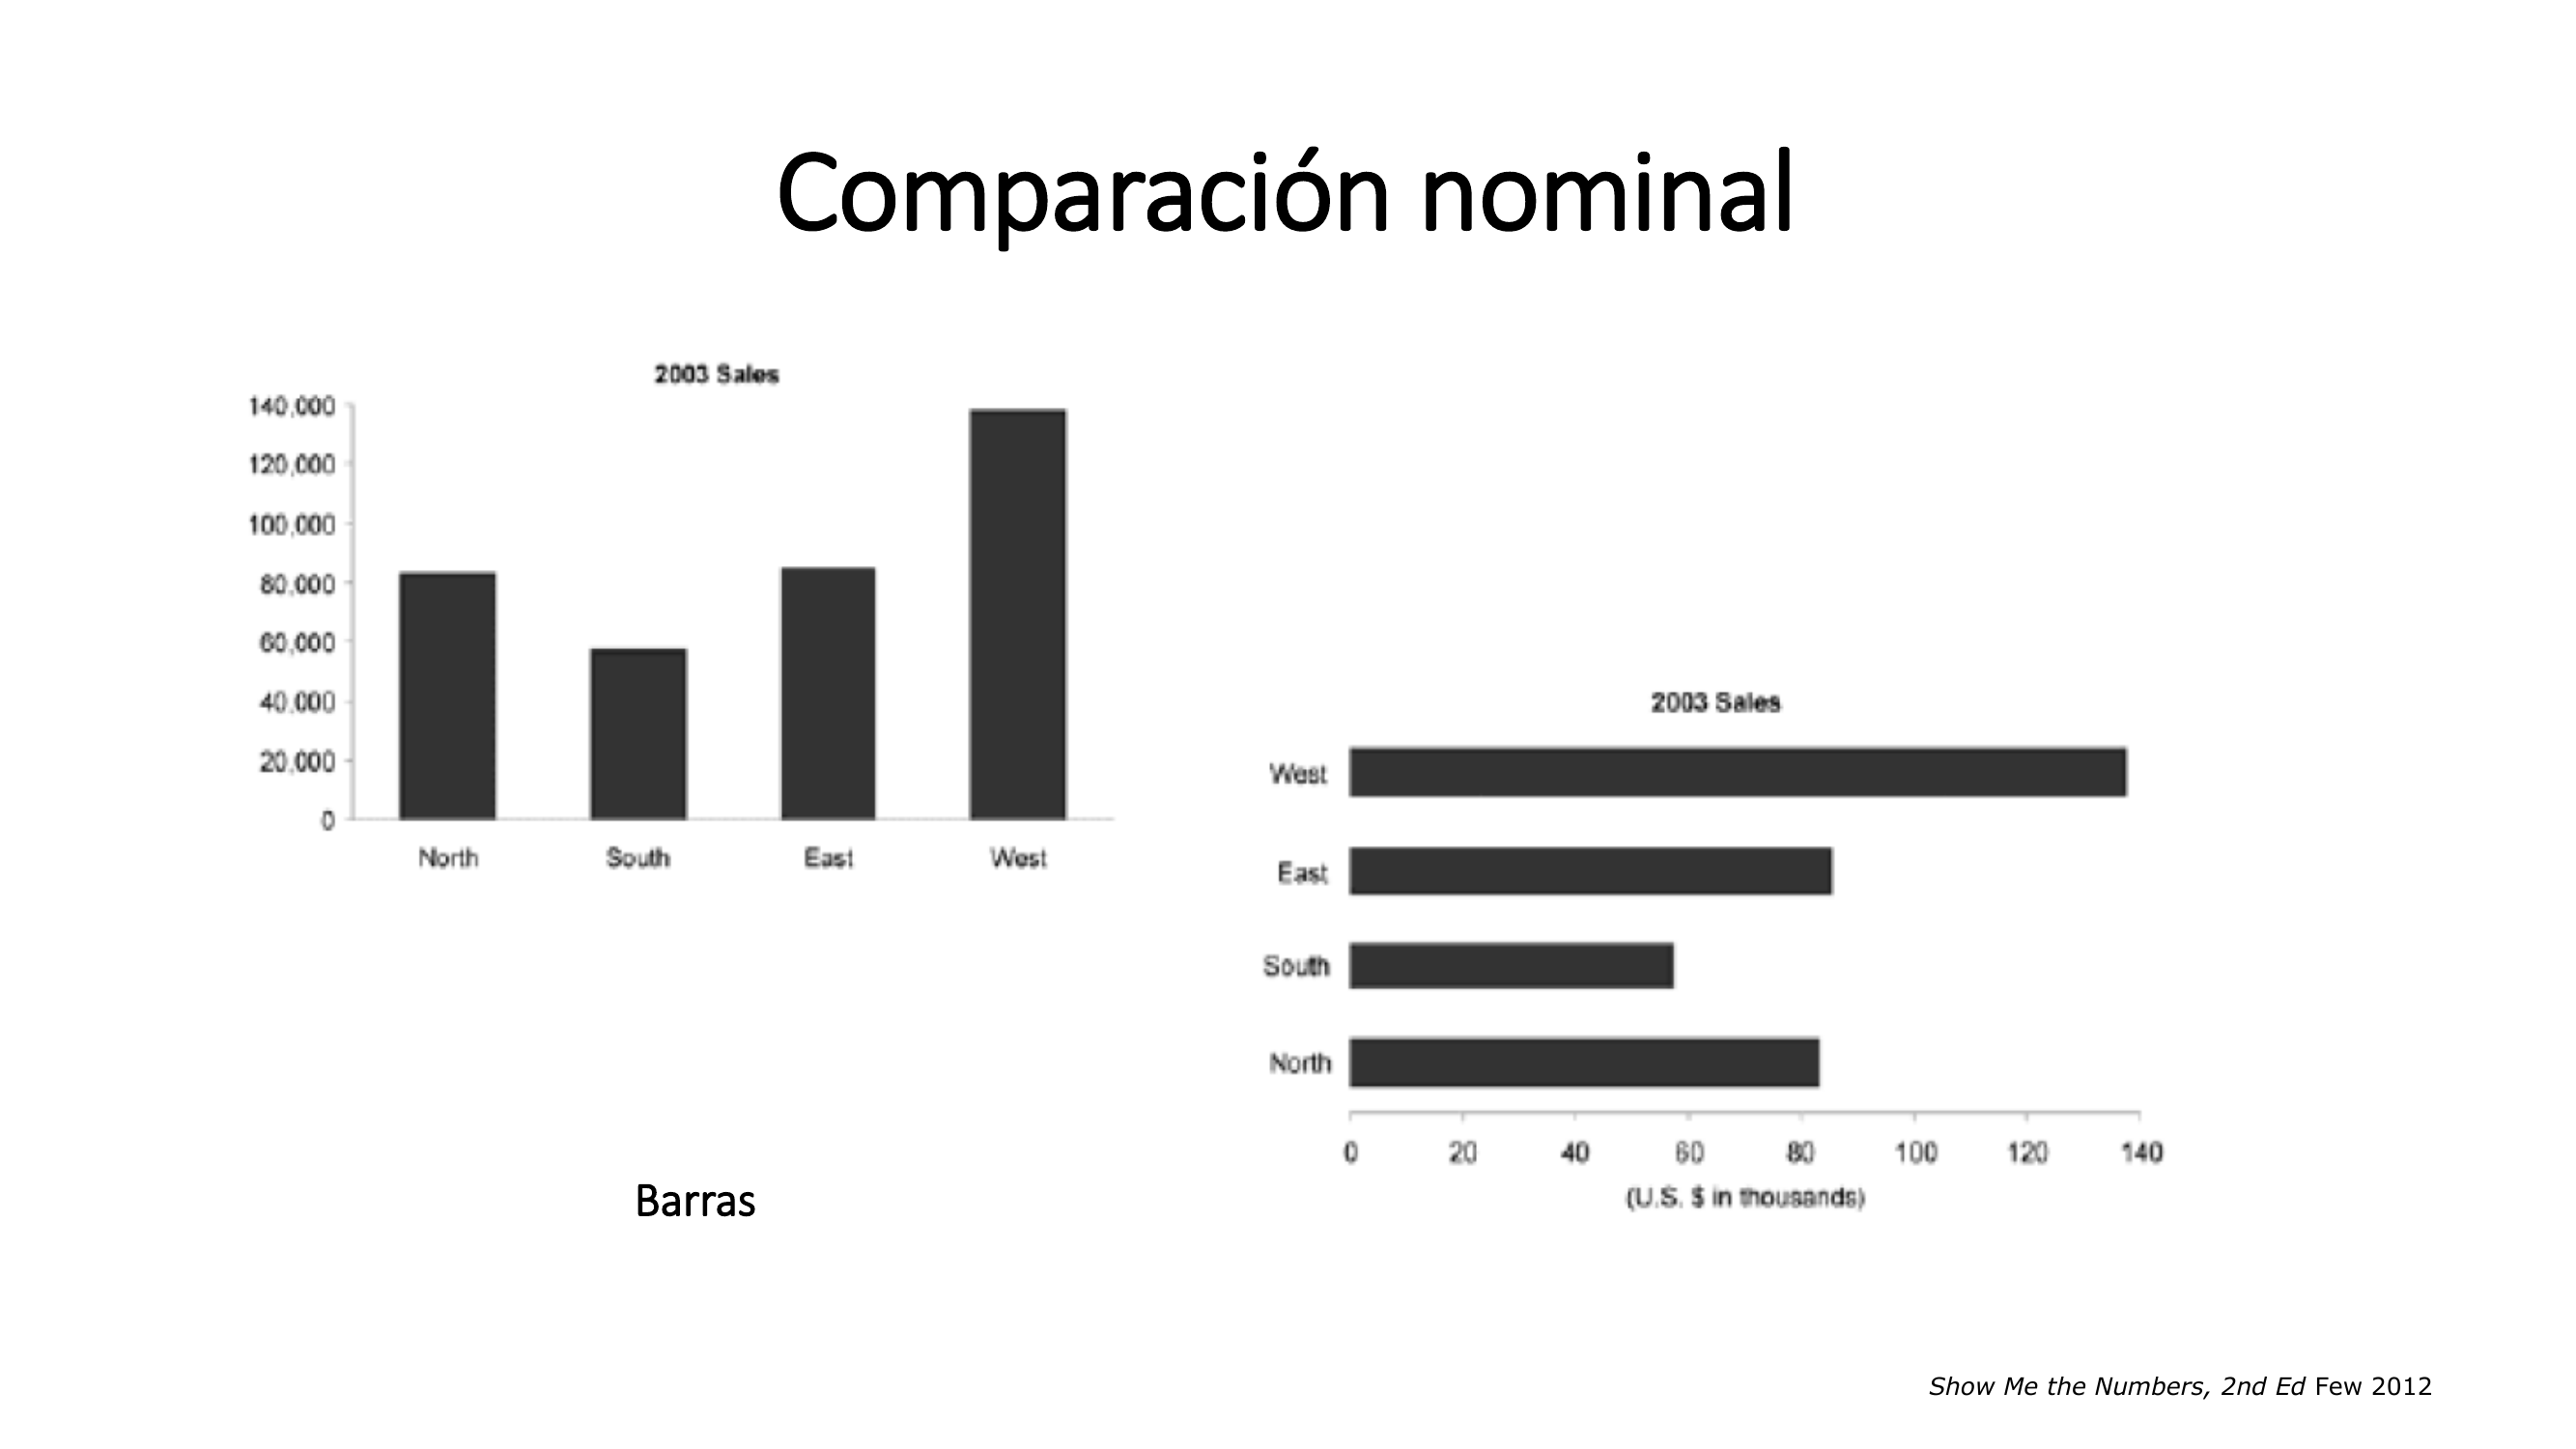 Comparación nominal
2003 Sales
140,000
120,000
100,000
80,000
60,000
40,000
20,000
0
North South East West
2003 Sales
West
East
South
North
0 20 40 60 80 100 120 140
(U.S. $ in thousands)
Barras
Show Me the Numbers, 2nd Ed Few 2012